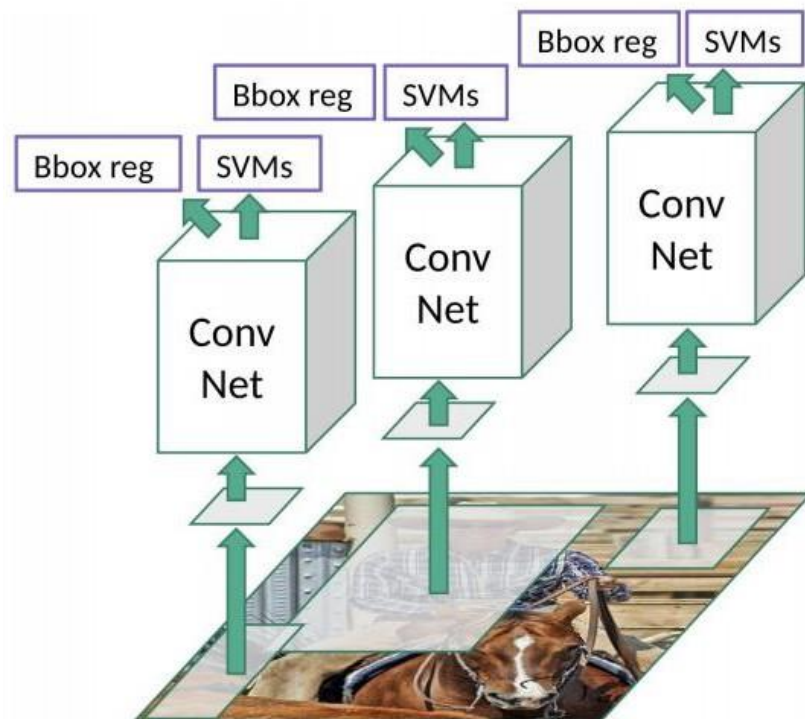 Bbox reg
SVMs
Bbox reg
SVMs
Bbox reg
SVMs
Conv
Net
Conv
Net
Conv
Net